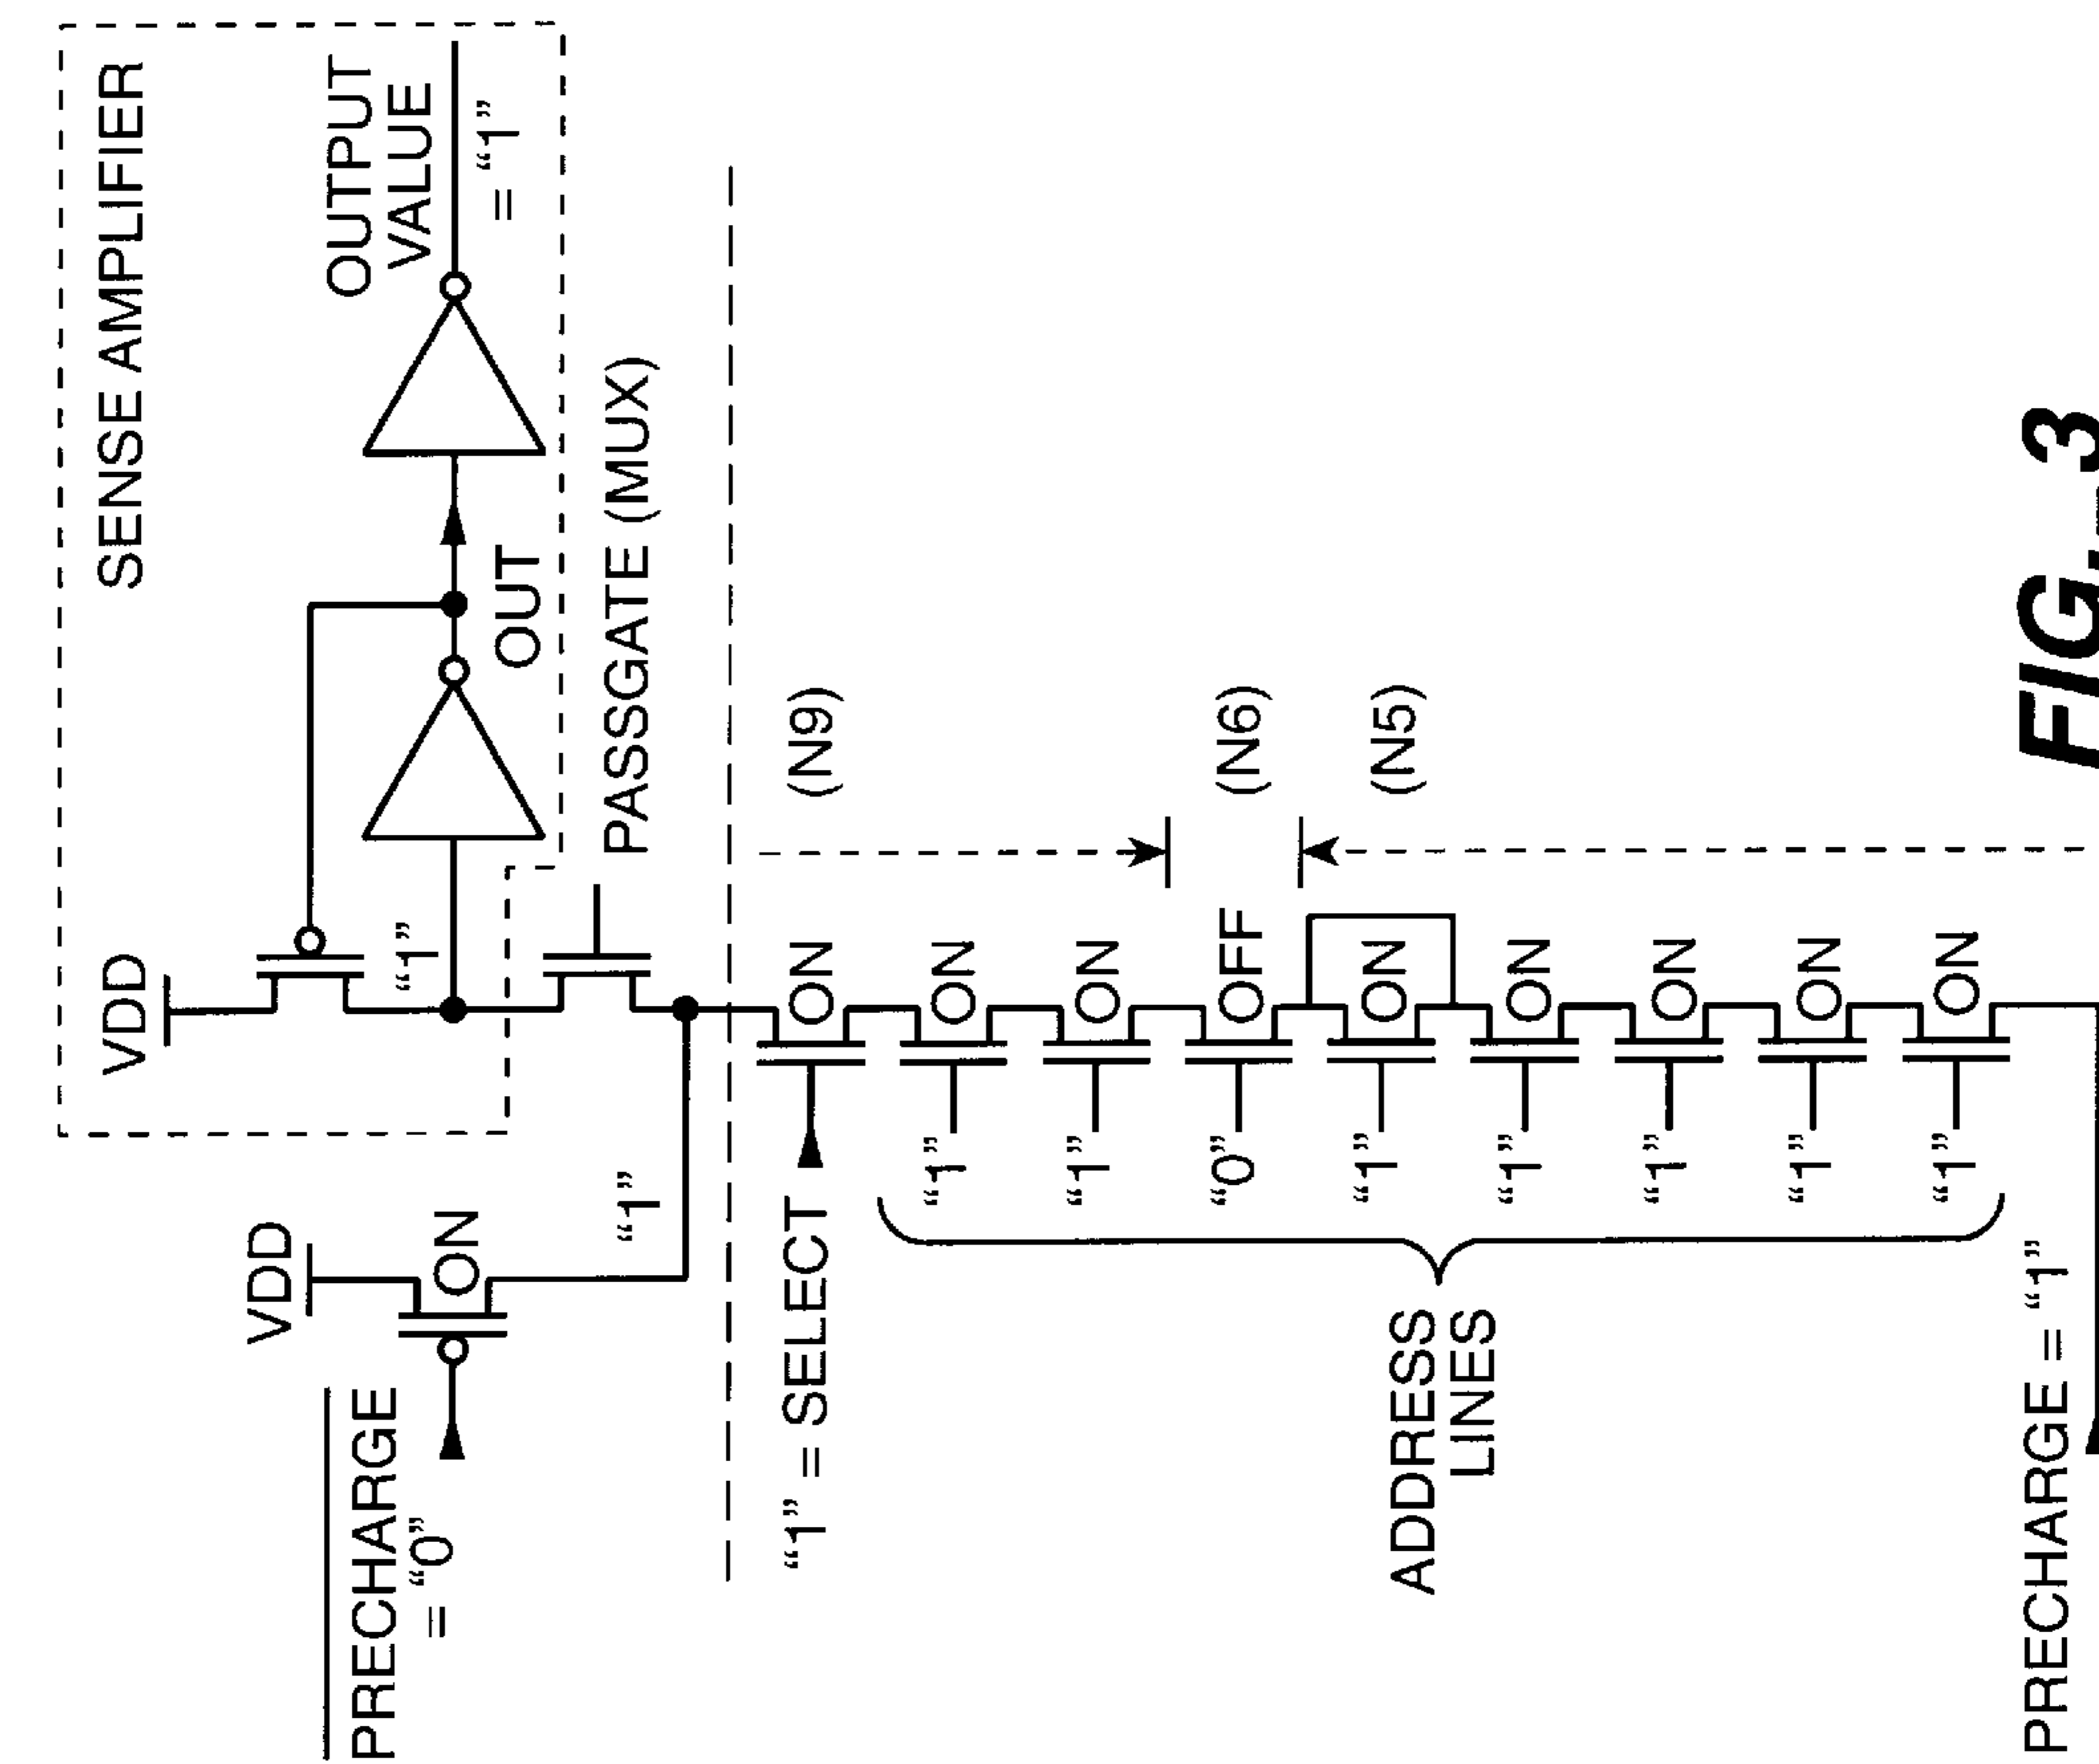 SENSE AMPLIFIER
VDD
OUTPUT
VALUE
= “1”
“1”
OUT
PASSGATE (MUX)
VDD
PRECHARGE
= “0”
ON
“1”
“1” = SELECT
ON
(N9)
“1”
ON
“1”
ON
“0”
OFF
(N6)
“1”
ON
(N5)
“1”
ON
“1”
ON
“1”
ON
“1”
ON
ADDRESS
LINES
PRECHARGE = “1”
FIG._3